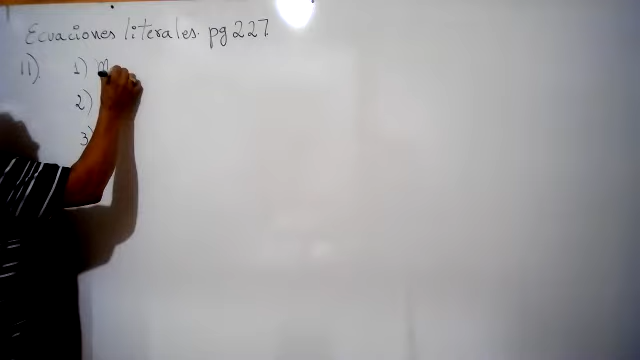 Ecuaciones literales. pg 227
11) 1) m
2)
3)